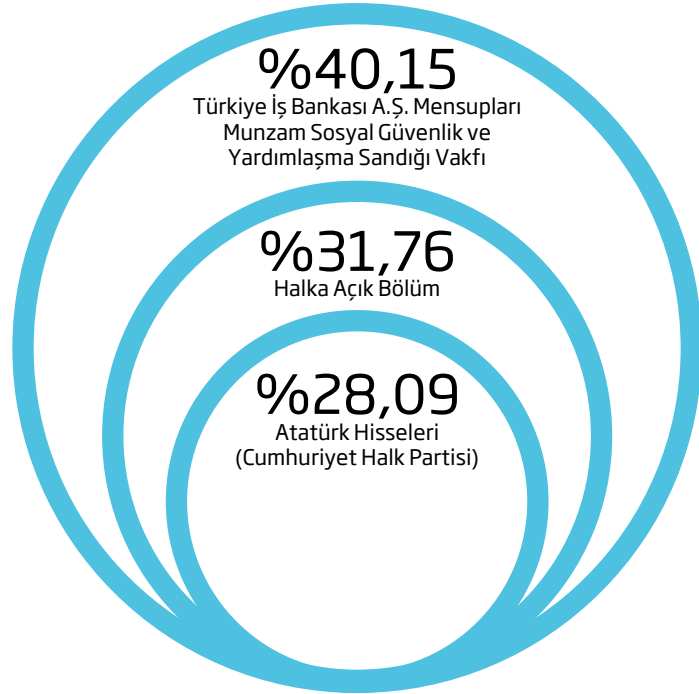 %40,15
Türkiye İş Bankası A.Ş. Mensupları
Munzam Sosyal Güvenlik ve
Yardımlaşma Sandığı Vakfı
%31,76
Halka Açık Bölüm
%28,09
Atatürk Hisseleri
(Cumhuriyet Halk Partisi)